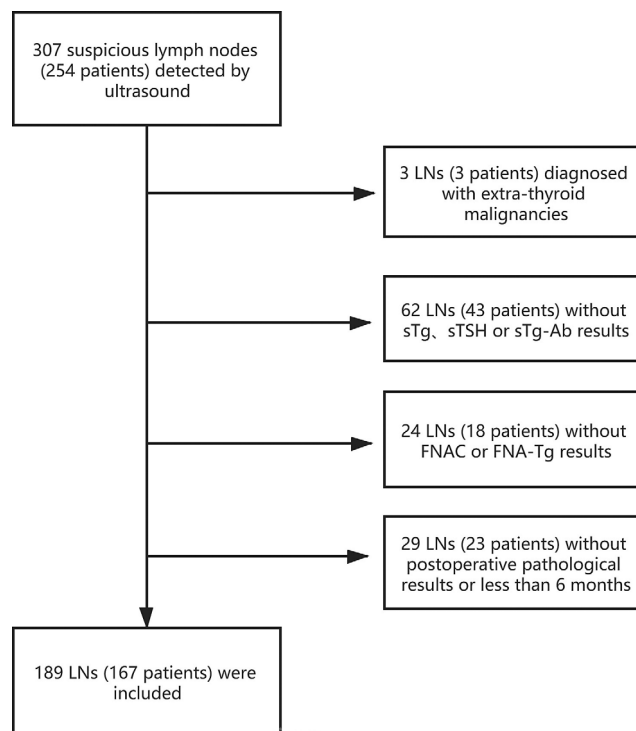 307 suspicious lymph nodes
(254 patients) detected by
ultrasound
3 LNs (3 patients) diagnosed
with extra-thyroid
malignancies
62 LNs (43 patients) without
sTg、sTSH or sTg-Ab results
24 LNs (18 patients) without
FNAC or FNA-Tg results
29 LNs (23 patients) without
postoperative pathological
results or less than 6 months
189 LNs (167 patients) were
included